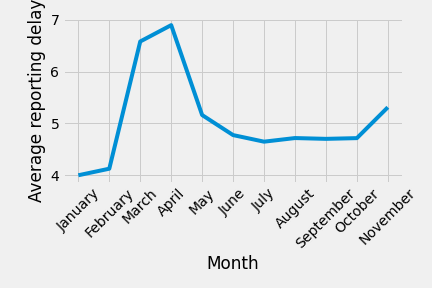 Average reporting delay
7
6
5
4
January
February
March
April
May
June
July
August
September
October
November
Month